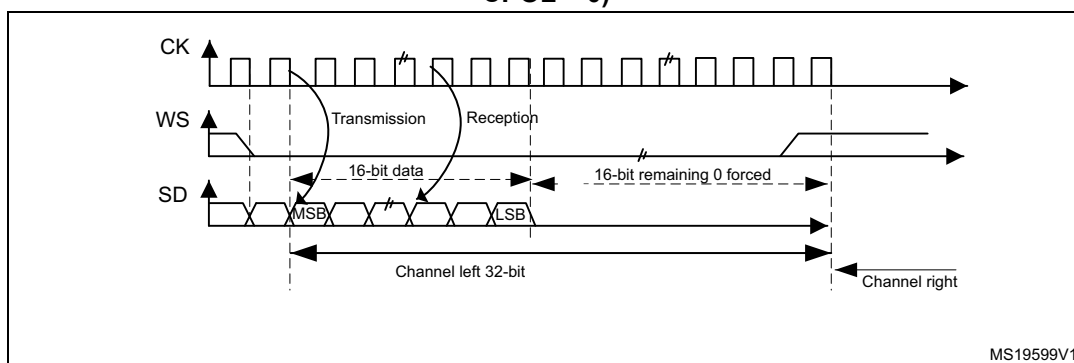 CK
WS
Transmission
Reception
16-bit data
16-bit remaining 0 forced
SD
MSB
LSB
Channel left 32-bit
Channel right
MS19599V1